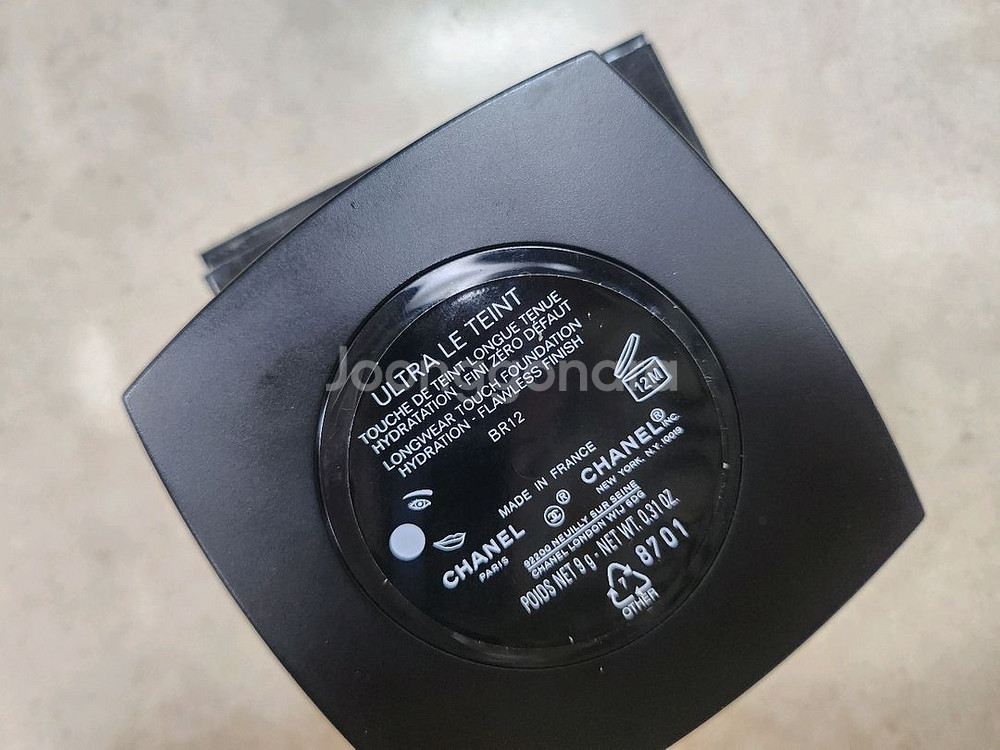 ULTRA LE TEINT
TOUCHE DE TEINT LONGUE TENUE
HYDRATATION · FINI ZÉRO DÉFAUT
LONGWEAR TOUCH FOUNDATION
HYDRATION · FLAWLESS FINISH
BR12
12M
MADE IN FRANCE
CHANEL
PARIS
®
CHANEL® INC.
NEW YORK, N.Y. 10019
92200 NEUILLY SUR SEINE
CHANEL LONDON W1J 6DG
POIDS NET 9 g - NET WT. 0.31 OZ.
8701
7
OTHER
Joonggonara